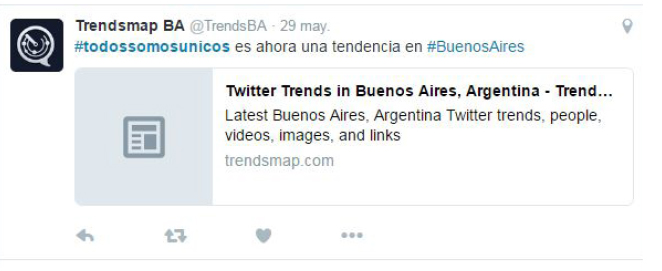 Trendsmap BA @TrendsBA · 29 may.
#todossomosunicos es ahora una tendencia en #BuenosAires
Twitter Trends in Buenos Aires, Argentina - Trend...
Latest Buenos Aires, Argentina Twitter trends, people,
videos, images, and links
trendsmap.com